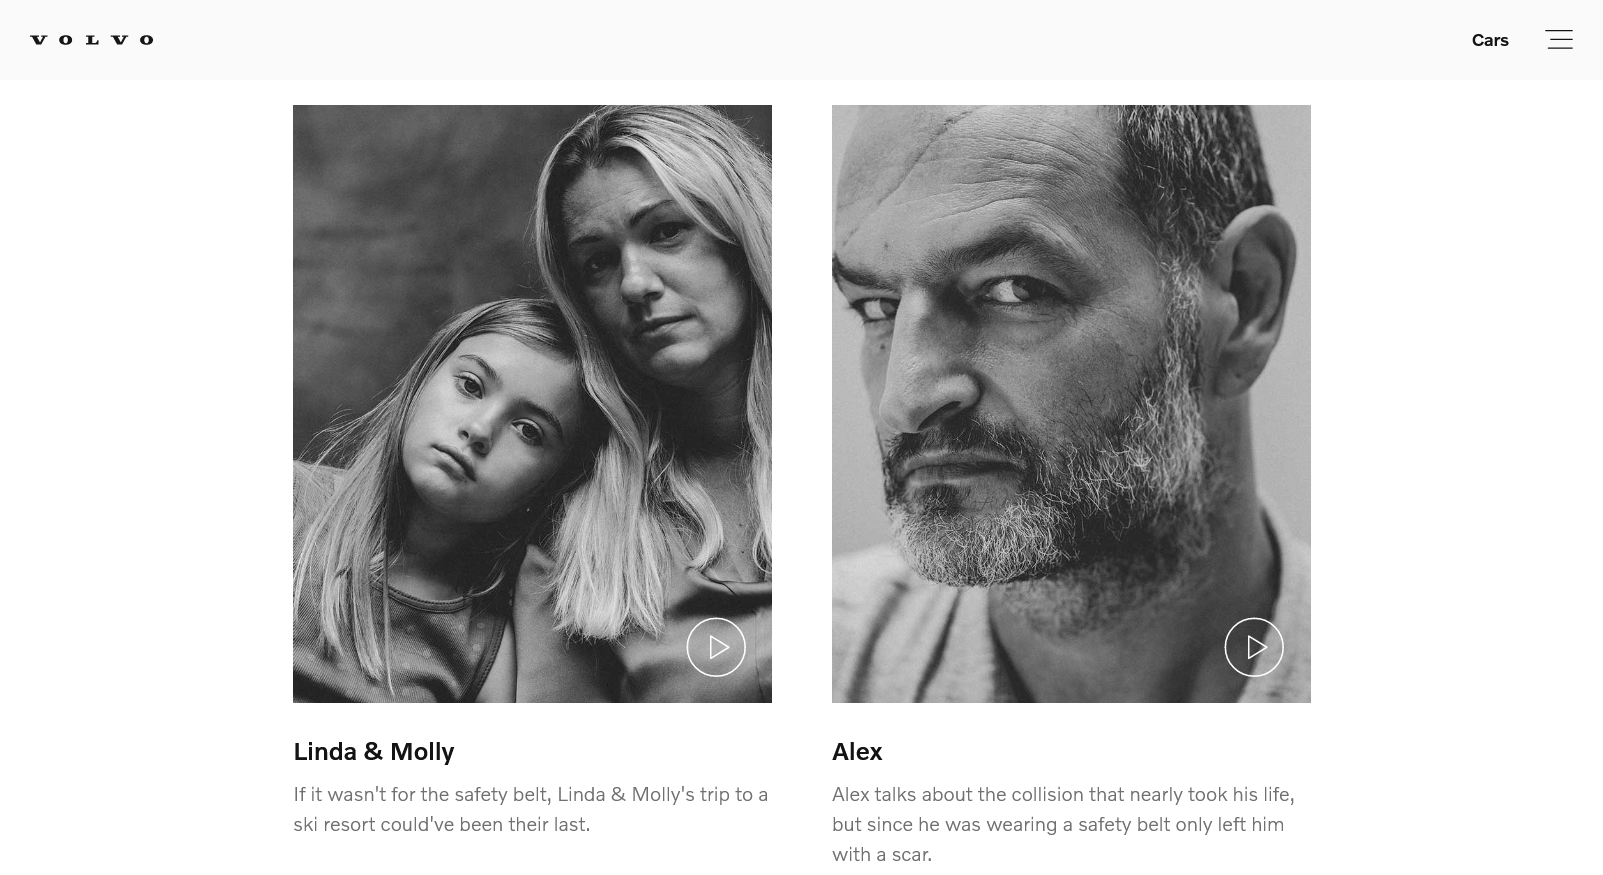 VOLVO
Cars
Linda & Molly
If it wasn't for the safety belt, Linda & Molly's trip to a
ski resort could've been their last.
Alex
Alex talks about the collision that nearly took his life,
but since he was wearing a safety belt only left him
with a scar.